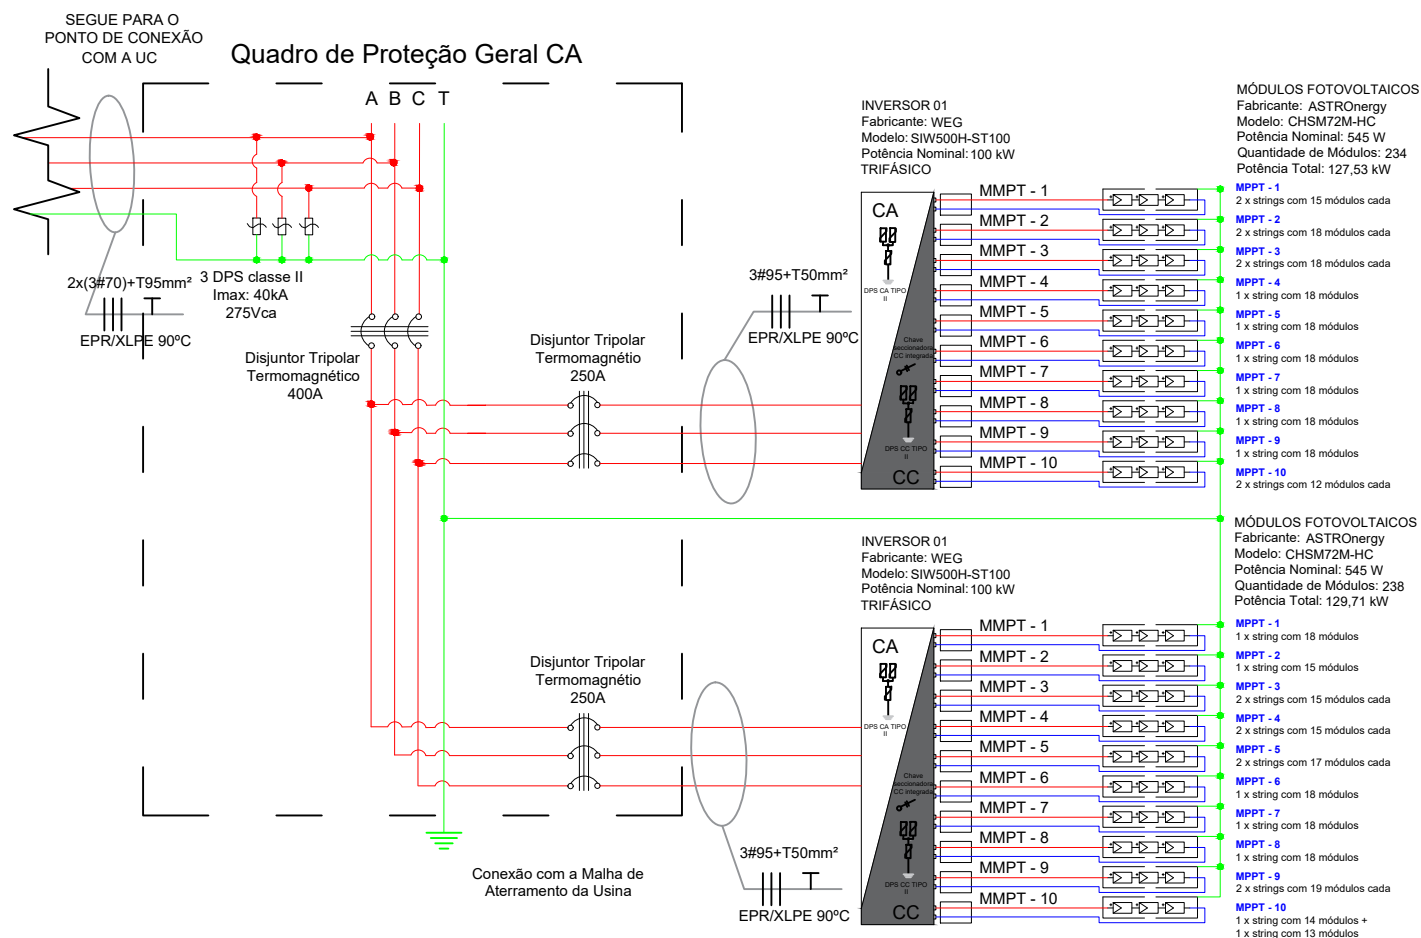 SEGUE PARA O
PONTO DE CONEXÃO
COM A UC
Quadro de Proteção Geral CA
A B C T
2x(3#70)+T95mm²
EPR/XLPE 90ºC
3 DPS classe II
Imax: 40kA
275Vca
Disjuntor Tripolar
Termomagnético
400A
Disjuntor Tripolar
Termomagnétio
250A
3#95+T50mm²
EPR/XLPE 90ºC
INVERSOR 01
Fabricante: WEG
Modelo: SIW500H-ST100
Potência Nominal: 100 kW
TRIFÁSICO
CA
DPS CA TIPO
II
Chave
seccionadora
CC integrada
DPS CC TIPO
II
CC
MMPT - 1
MMPT - 2
MMPT - 3
MMPT - 4
MMPT - 5
MMPT - 6
MMPT - 7
MMPT - 8
MMPT - 9
MMPT - 10
MÓDULOS FOTOVOLTAICOS
Fabricante: ASTROnergy
Modelo: CHSM72M-HC
Potência Nominal: 545 W
Quantidade de Módulos: 234
Potência Total: 127,53 kW
MPPT - 1
2 x strings com 15 módulos cada
MPPT - 2
2 x strings com 18 módulos cada
MPPT - 3
2 x strings com 18 módulos cada
MPPT - 4
1 x string com 18 módulos
MPPT - 5
1 x string com 18 módulos
MPPT - 6
1 x string com 18 módulos
MPPT - 7
1 x string com 18 módulos
MPPT - 8
1 x string com 18 módulos
MPPT - 9
1 x string com 18 módulos
MPPT - 10
2 x strings com 12 módulos cada
Disjuntor Tripolar
Termomagnétio
250A
3#95+T50mm²
EPR/XLPE 90ºC
Conexão com a Malha de
Aterramento da Usina
INVERSOR 01
Fabricante: WEG
Modelo: SIW500H-ST100
Potência Nominal: 100 kW
TRIFÁSICO
CA
DPS CA TIPO
II
Chave
seccionadora
CC integrada
DPS CC TIPO
II
CC
MMPT - 1
MMPT - 2
MMPT - 3
MMPT - 4
MMPT - 5
MMPT - 6
MMPT - 7
MMPT - 8
MMPT - 9
MMPT - 10
MÓDULOS FOTOVOLTAICOS
Fabricante: ASTROnergy
Modelo: CHSM72M-HC
Potência Nominal: 545 W
Quantidade de Módulos: 238
Potência Total: 129,71 kW
MPPT - 1
1 x string com 18 módulos
MPPT - 2
1 x string com 15 módulos
MPPT - 3
2 x strings com 15 módulos cada
MPPT - 4
2 x strings com 15 módulos cada
MPPT - 5
2 x strings com 17 módulos cada
MPPT - 6
1 x string com 18 módulos
MPPT - 7
1 x string com 18 módulos
MPPT - 8
1 x string com 18 módulos
MPPT - 9
2 x strings com 19 módulos cada
MPPT - 10
1 x string com 14 módulos +
1 x string com 13 módulos